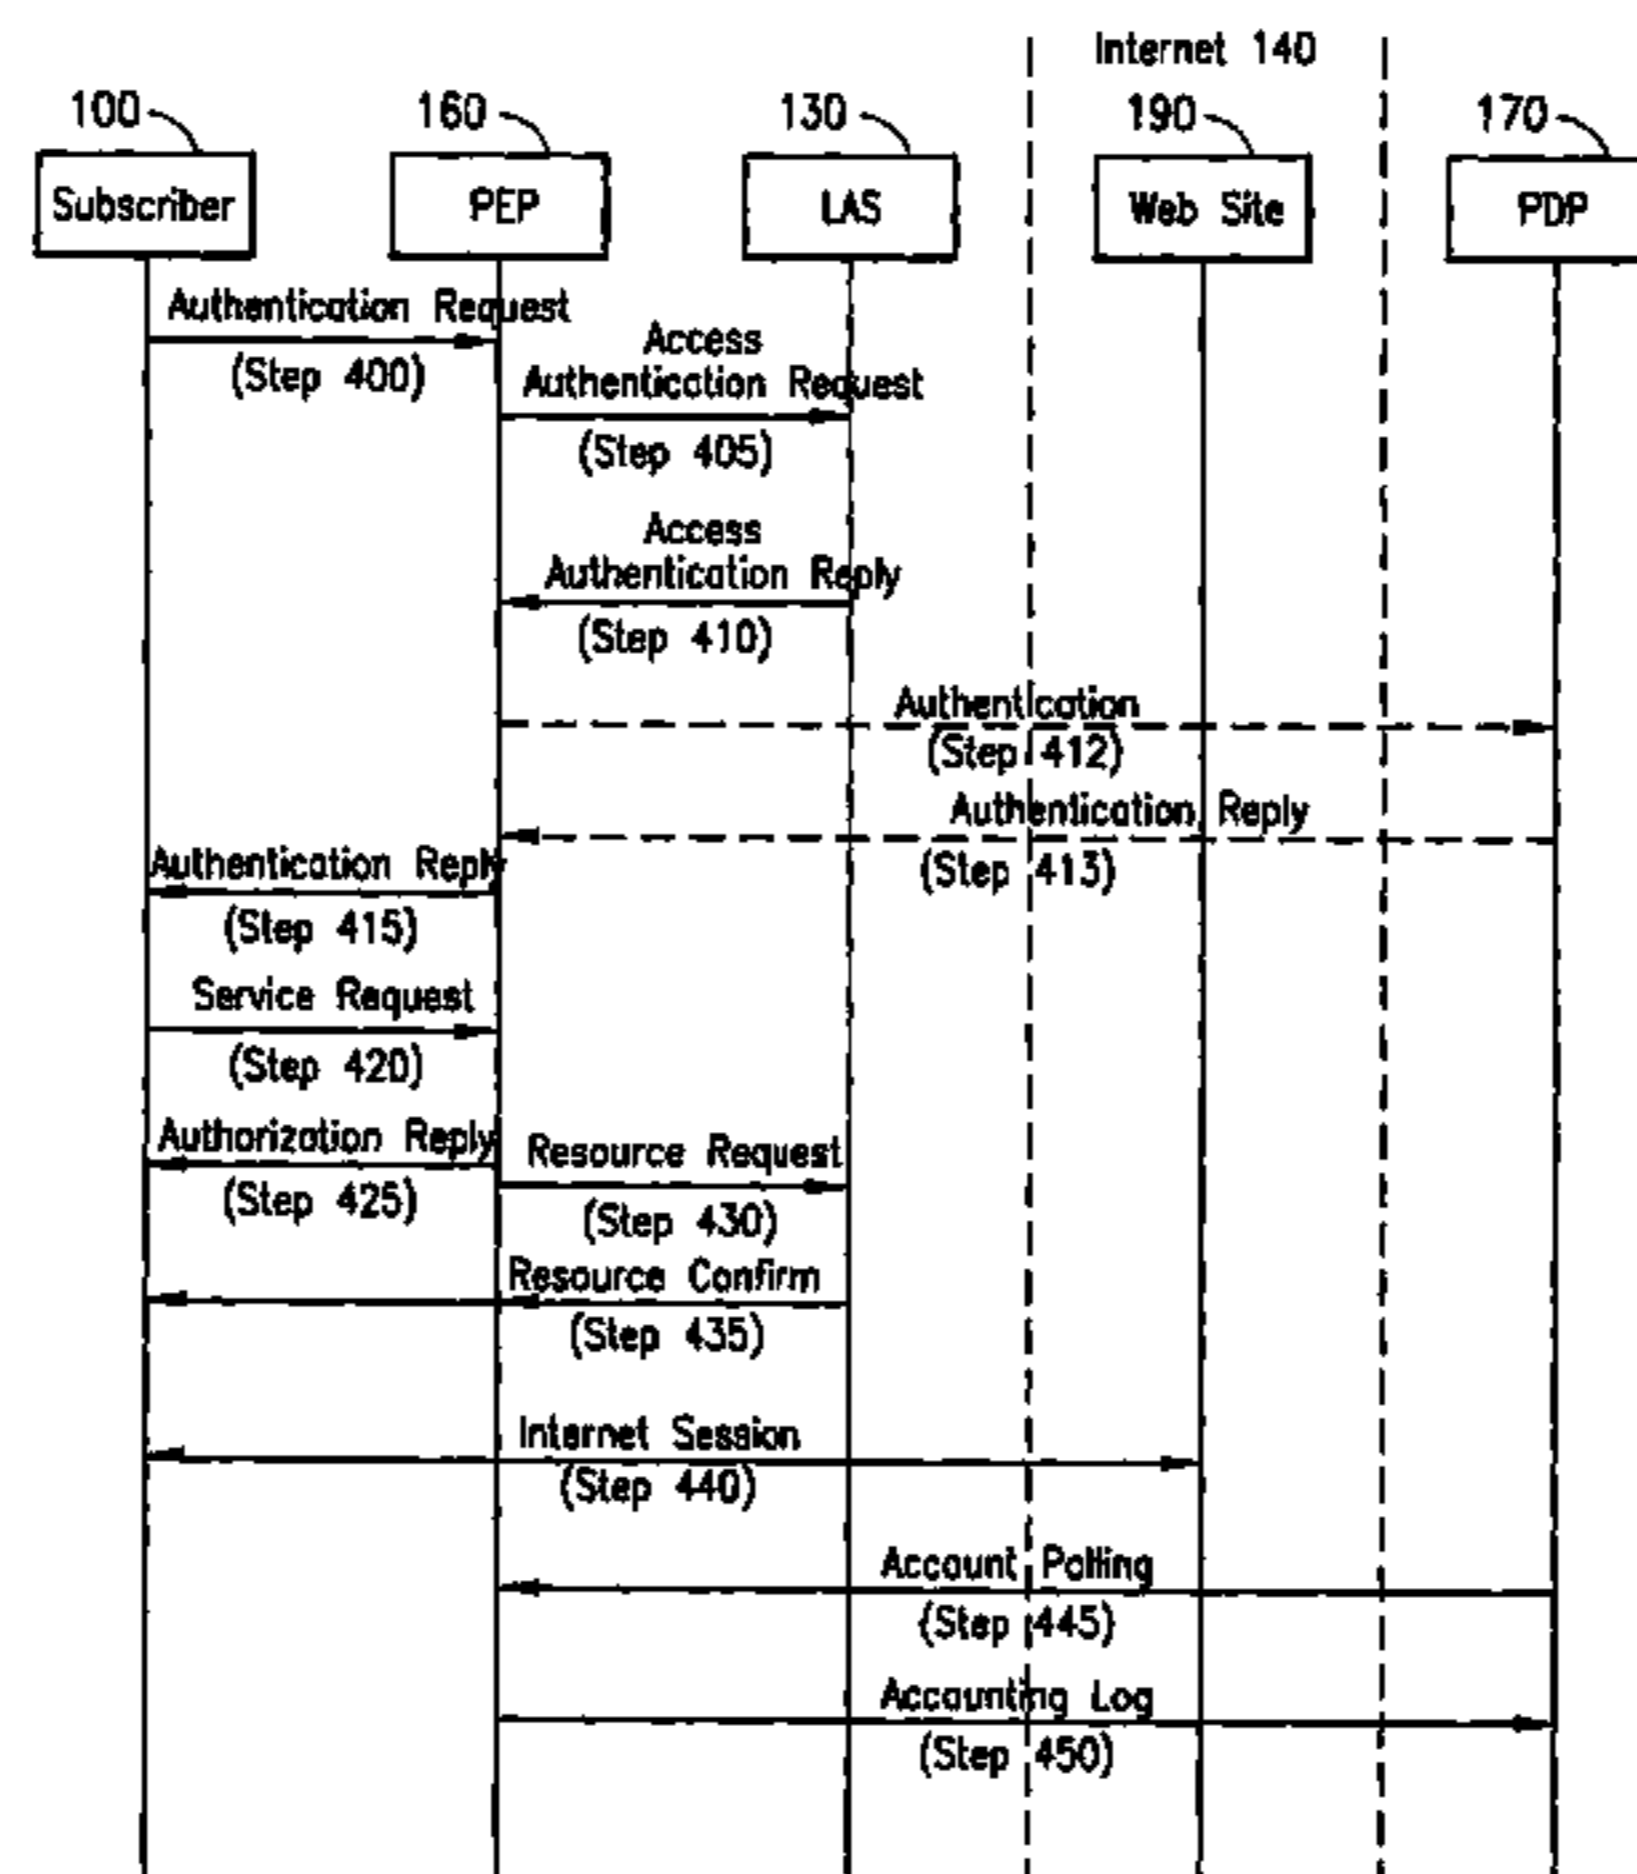 Internet 140
100
160
130
190
170
Subscriber
PEP
LAS
Web Site
PDP
Authentication Request
(Step 400)
Access
Authentication Request
(Step 405)
Access
Authentication Reply
(Step 410)
Authentication
(Step 412)
Authentication Reply
(Step 413)
Authentication Reply
(Step 415)
Service Request
(Step 420)
Authorization Reply
(Step 425)
Resource Request
(Step 430)
Resource Confirm
(Step 435)
Internet Session
(Step 440)
Account Polling
(Step 445)
Accounting Log
(Step 450)